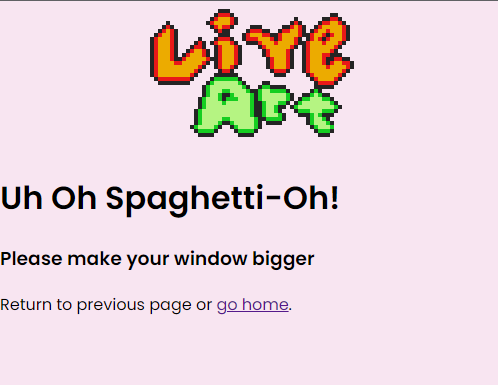 Live
Art
Uh Oh Spaghetti-Oh!
Please make your window bigger
Return to previous page or go home.